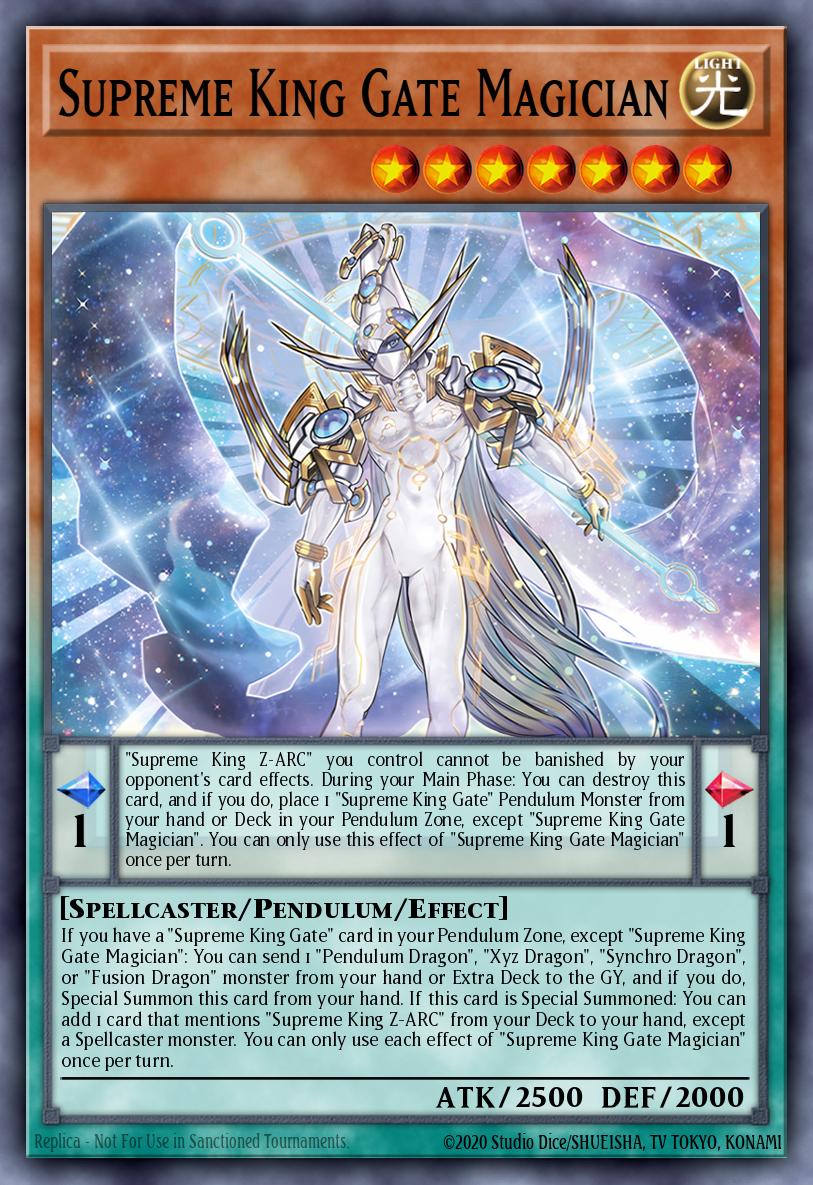 Supreme King Gate Magician
LIGHT
光
"Supreme King Z-ARC" you control cannot be banished by your
opponent's card effects. During your Main Phase: You can destroy this
card, and if you do, place 1 "Supreme King Gate" Pendulum Monster from
your hand or Deck in your Pendulum Zone, except "Supreme King Gate
Magician". You can only use this effect of "Supreme King Gate Magician"
once per turn.
1
1
[Spellcaster/Pendulum/Effect]
If you have a "Supreme King Gate" card in your Pendulum Zone, except "Supreme King
Gate Magician": You can send 1 "Pendulum Dragon", "Xyz Dragon", "Synchro Dragon",
or "Fusion Dragon" monster from your hand or Extra Deck to the GY, and if you do,
Special Summon this card from your hand. If this card is Special Summoned: You can
add 1 card that mentions "Supreme King Z-ARC" from your Deck to your hand, except
a Spellcaster monster. You can only use each effect of "Supreme King Gate Magician"
once per turn.
ATK/2500 DEF/2000
Replica - Not For Use in Sanctioned Tournaments.
©2020 Studio Dice/SHUEISHA, TV TOKYO, KONAMI